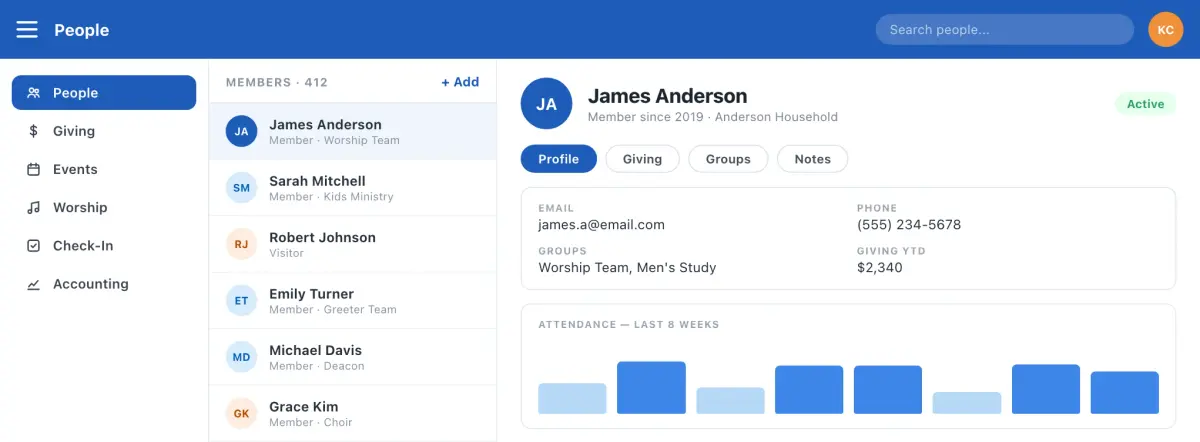 People
Search people...
KC
People
Giving
Events
Worship
Check-In
Accounting
MEMBERS · 412
+ Add
JA
James Anderson
Member · Worship Team
SM
Sarah Mitchell
Member · Kids Ministry
RJ
Robert Johnson
Visitor
ET
Emily Turner
Member · Greeter Team
MD
Michael Davis
Member · Deacon
GK
Grace Kim
Member · Choir
JA
James Anderson
Member since 2019 · Anderson Household
Active
Profile
Giving
Groups
Notes
EMAIL
james.a@email.com
PHONE
(555) 234-5678
GROUPS
Worship Team, Men's Study
GIVING YTD
$2,340
ATTENDANCE — LAST 8 WEEKS